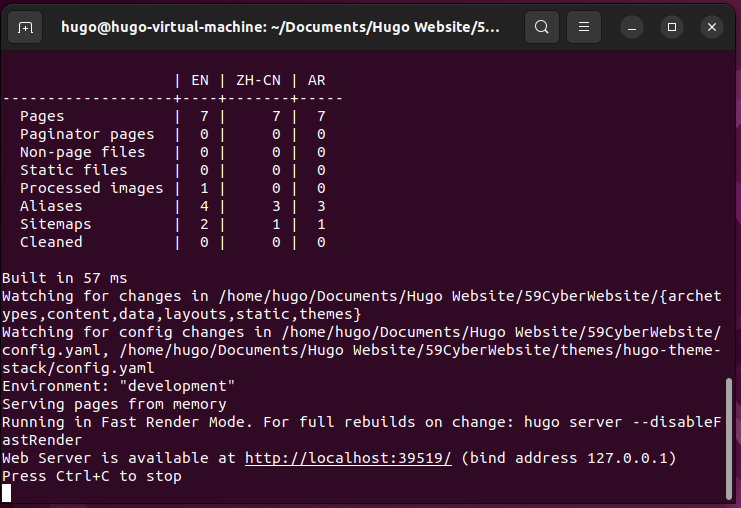 hugo@hugo-virtual-machine: ~/Documents/Hugo Website/5...
                   | EN | ZH-CN | AR
-------------------+----+-------+-----
  Pages            |  7 |     7 |  7
  Paginator pages  |  0 |     0 |  0
  Non-page files   |  0 |     0 |  0
  Static files     |  0 |     0 |  0
  Processed images |  1 |     0 |  0
  Aliases          |  4 |     3 |  3
  Sitemaps         |  2 |     1 |  1
  Cleaned          |  0 |     0 |  0
Built in 57 ms
Watching for changes in /home/hugo/Documents/Hugo Website/59CyberWebsite/{archet
ypes,content,data,layouts,static,themes}
Watching for config changes in /home/hugo/Documents/Hugo Website/59CyberWebsite/
config.yaml, /home/hugo/Documents/Hugo Website/59CyberWebsite/themes/hugo-theme-
stack/config.yaml
Environment: "development"
Serving pages from memory
Running in Fast Render Mode. For full rebuilds on change: hugo server --disableF
astRender
Web Server is available at http://localhost:39519/ (bind address 127.0.0.1)
Press Ctrl+C to stop